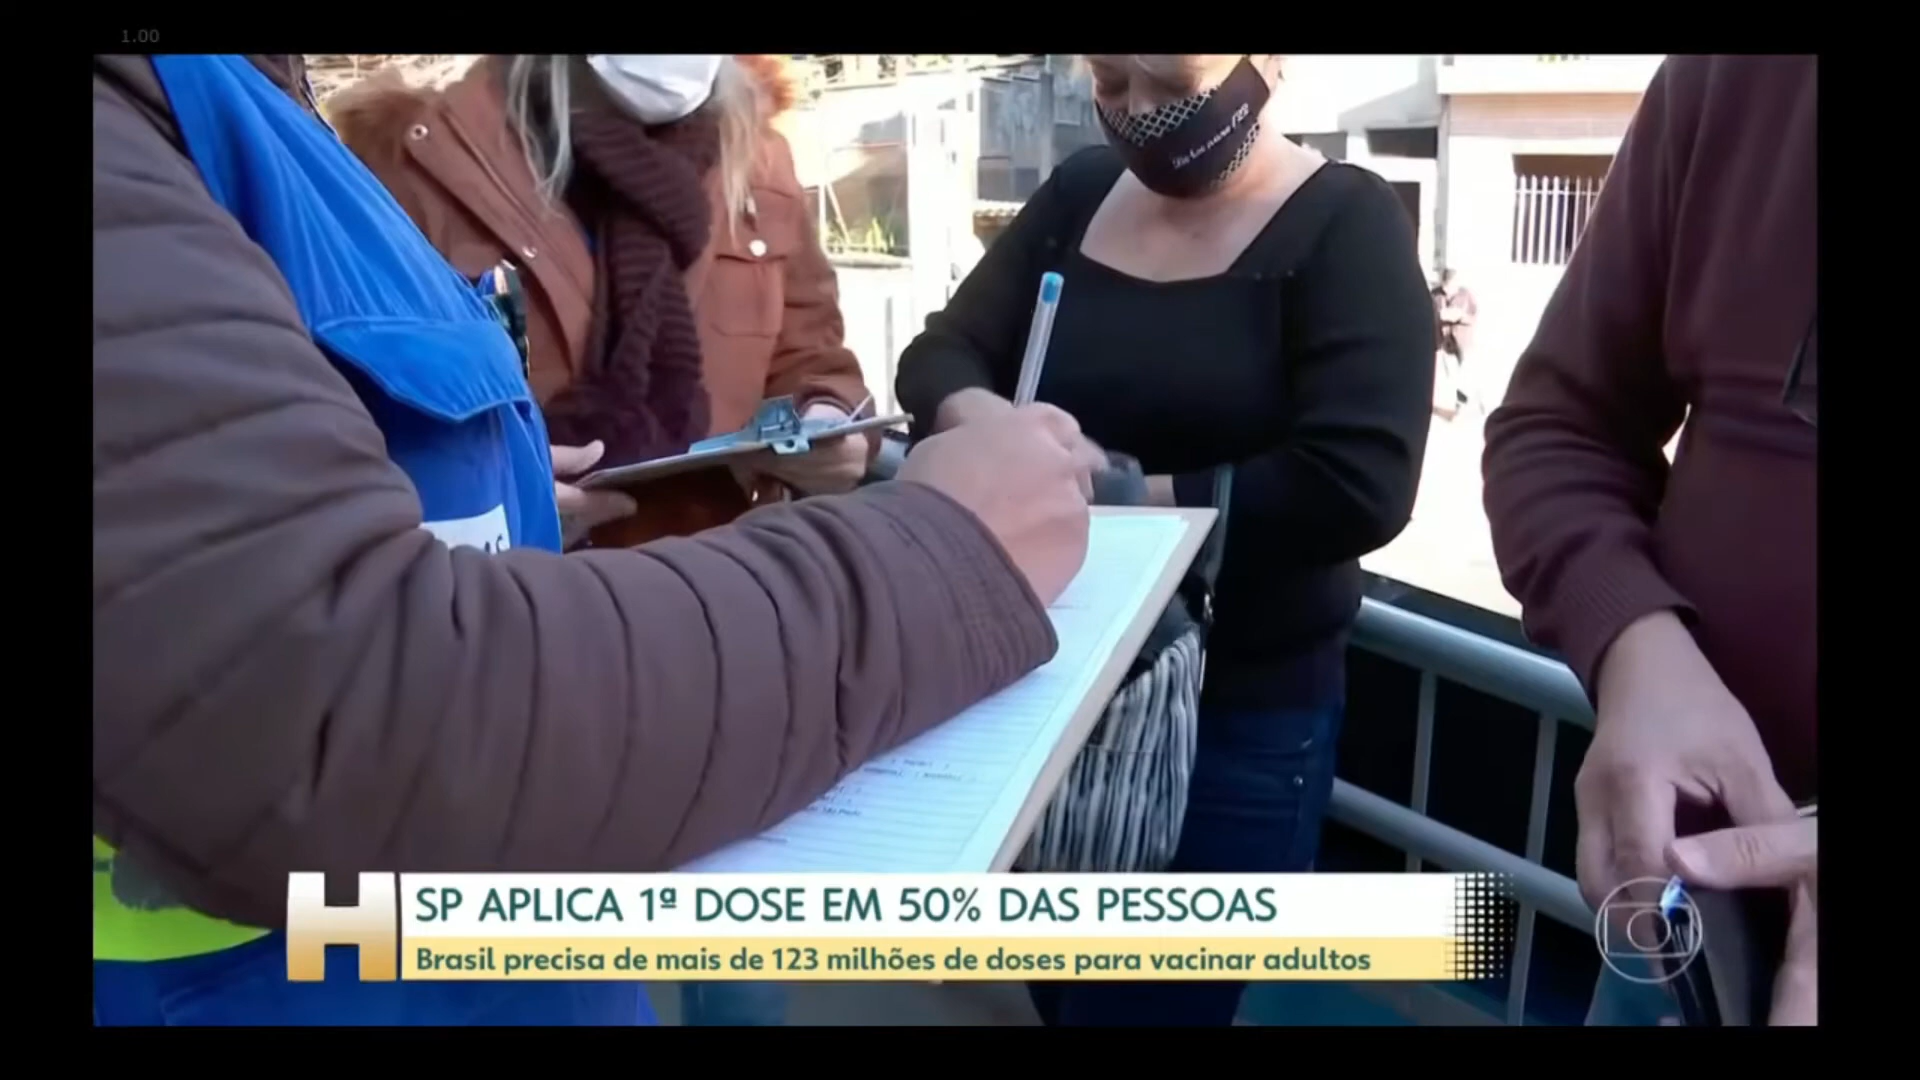 1.00
H
SP APLICA 1ª DOSE EM 50% DAS PESSOAS
Brasil precisa de mais de 123 milhões de doses para vacinar adultos